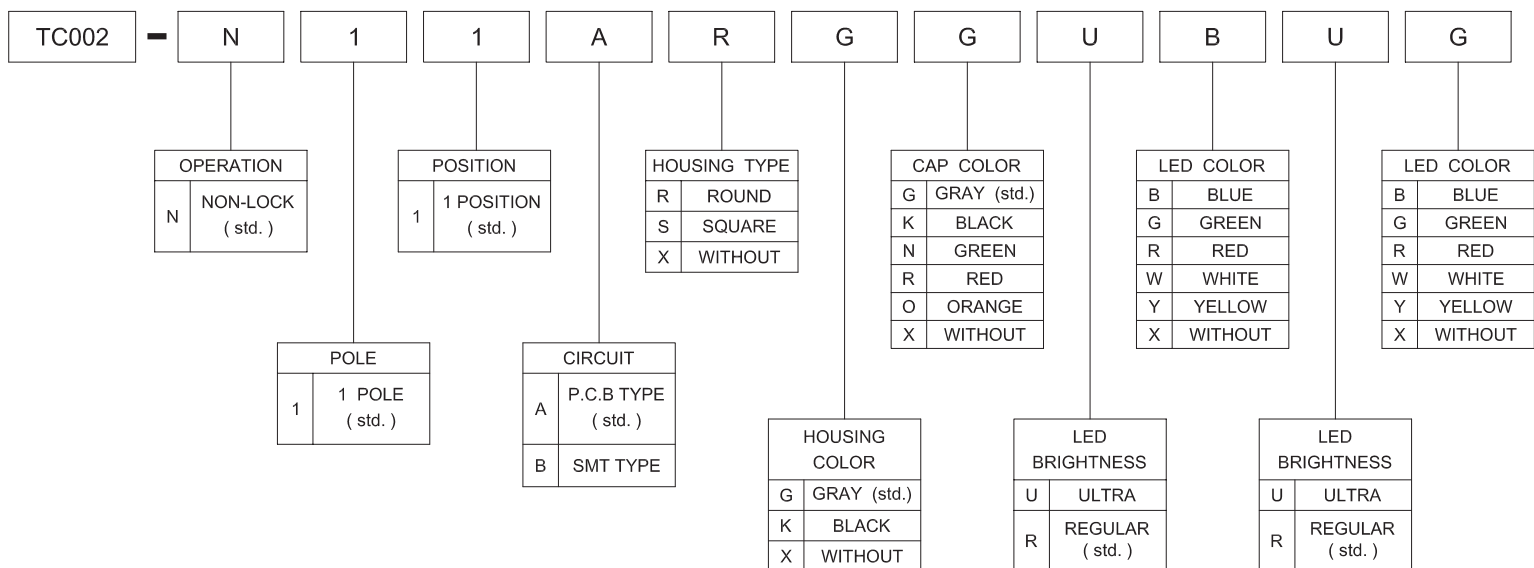 TC002 - N 1 1 A R G G U B U G
OPERATION
N NON-LOCK
( std. )
POSITION
1 1 POSITION
( std. )
HOUSING TYPE
R ROUND
S SQUARE
X WITHOUT
CAP COLOR
G GRAY (std.)
K BLACK
N GREEN
R RED
O ORANGE
X WITHOUT
LED COLOR
B BLUE
G GREEN
R RED
W WHITE
Y YELLOW
X WITHOUT
LED COLOR
B BLUE
G GREEN
R RED
W WHITE
Y YELLOW
X WITHOUT
POLE
1 1 POLE
( std. )
CIRCUIT
A P.C.B TYPE
( std. )
B SMT TYPE
HOUSING
COLOR
G GRAY (std.)
K BLACK
X WITHOUT
LED
BRIGHTNESS
U ULTRA
R REGULAR
( std. )
LED
BRIGHTNESS
U ULTRA
R REGULAR
( std. )